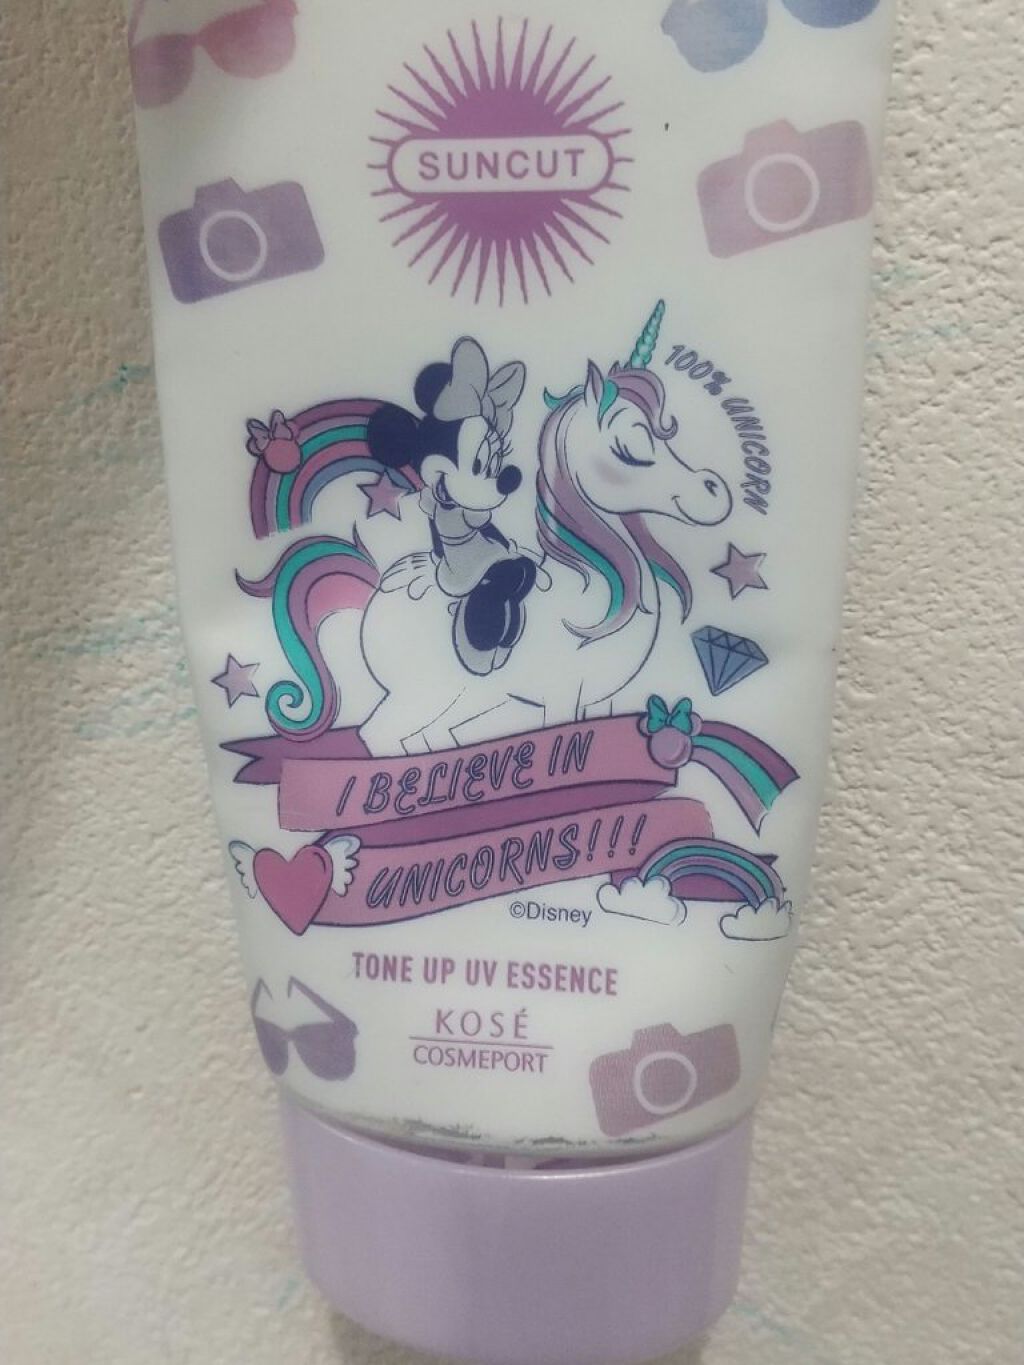 SUNCUT
100% UNICORN
I BELIEVE IN
UNICORNS!!!
©Disney
TONE UP UV ESSENCE
KOSÉ
COSMEPORT